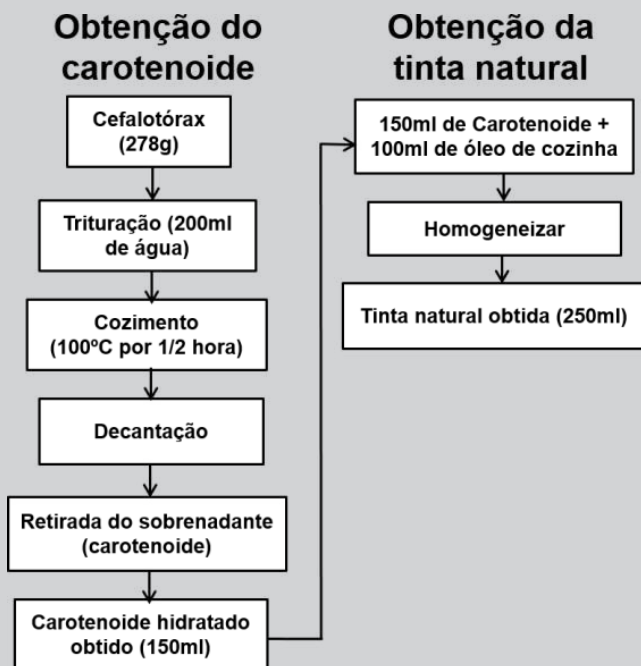 Obtenção do
carotenoide
Cefalotórax
(278g)
Trituração (200ml
de água)
Cozimento
(100ºC por 1/2 hora)
Decantação
Retirada do sobrenadante
(carotenoide)
Carotenoide hidratado
obtido (150ml)
Obtenção da
tinta natural
150ml de Carotenoide +
100ml de óleo de cozinha
Homogeneizar
Tinta natural obtida (250ml)